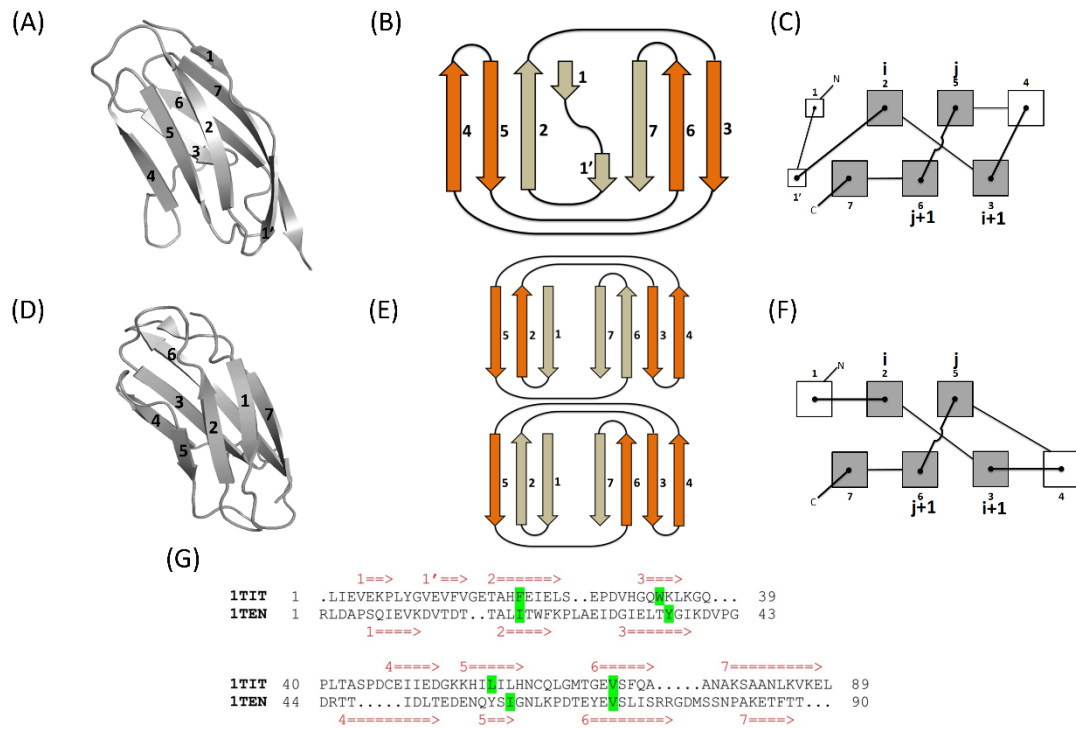 (A)
1
7
6
2
5
3
4
1'
(B)
1
4
5
2
7
6
3
1'
(C)
i
j
N
1
2
5
4
1'
C
7
6
3
j+1
i+1
(D)
6
3
1
7
4
2
5
(E)
5
2
1
7
6
3
4
5
2
1
7
6
3
4
(F)
i
j
N
1
2
5
C
7
6
3
4
j+1
i+1
(G)
1==> 1'==> 2======> 3===>
1TIT 1 .LIEVEKPLYGVEVFVGETAHFEIELS..EPDVHGQWKLKGQ... 39
1TEN 1 RLDAPSQIEVKDVTDT..TALITWFKPLAEIDGIELTYGIKDVPG 43
1====> 2====> 3======>
4====> 5=====> 6=====> 7=========>
1TIT 40 PLTASPDCEIIEDGKKHILILHNCQLGMTGEVSFQA.....ANAKSAANLKVKEL 89
1TEN 44 DRTT.....IDLTEDENQYSIGNLKPDTEYEVSLISRRGDMSSNPAKETFTT... 90
4=========> 5==> 6========> 7====>